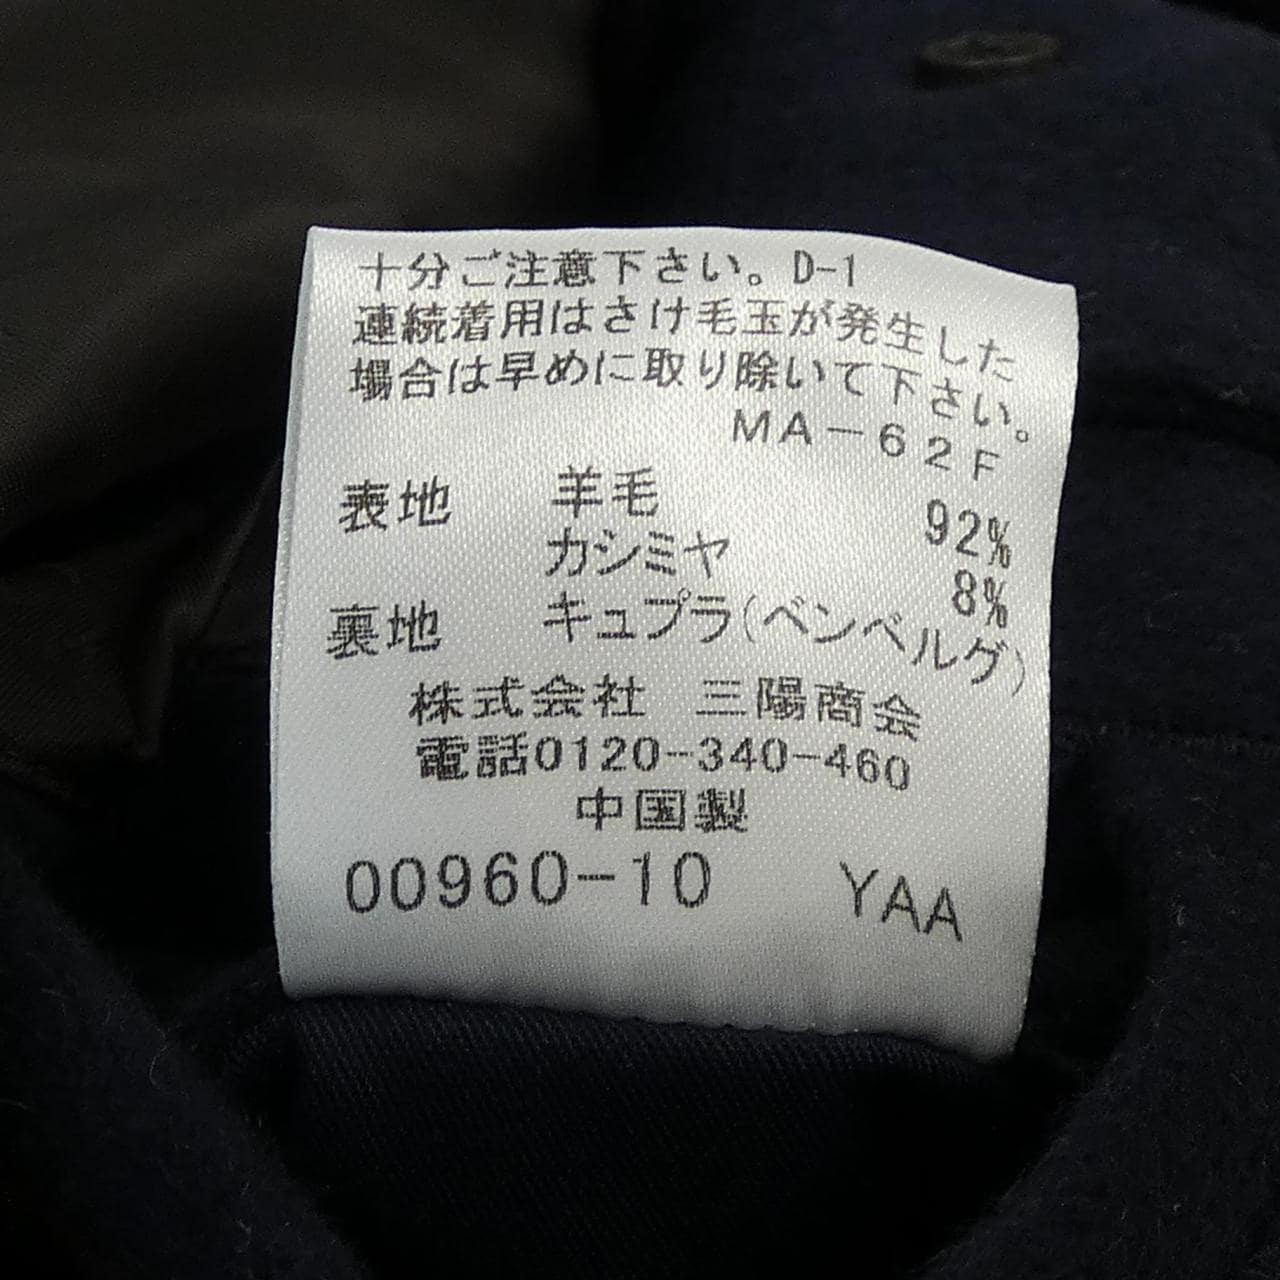 十分ご注意下さい。D-1
連続着用はさけ毛玉が発生した
場合は早めに取り除いて下さい。
MA-62F
表地 羊毛 92%
カシミヤ 8%
裏地 キュプラ(ベンベルグ)
株式会社 三陽商会
電話0120-340-460
中国製
00960-10 YAA